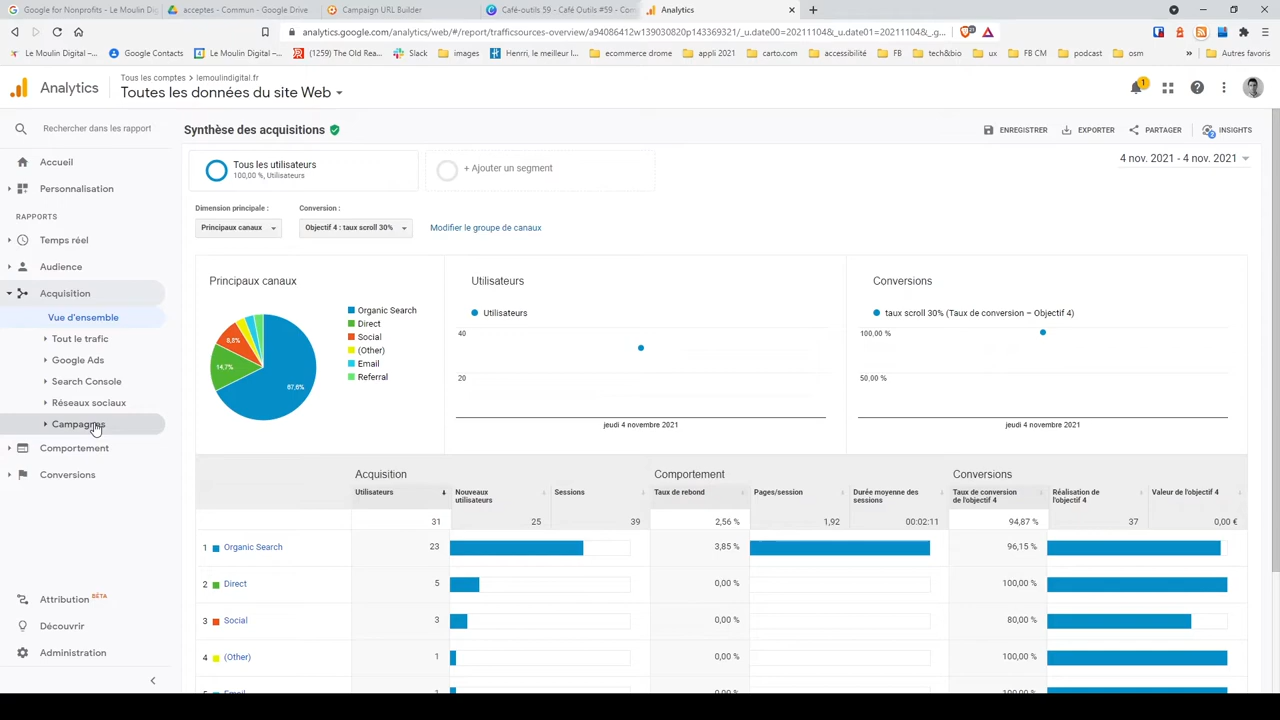 Google for Nonprofits - Le Moulin Dig
acceptes - Commun - Google Drive
Campaign URL Builder
Café-outils 59 - Café Outils #59 - Com
Analytics
analytics.google.com/analytics/web/#/report/trafficsources-overview/a94086412w139030820p143369321/_u.date00=20211104&_u.date01=20211104&_.g...
Le Moulin Digital -...
Google Contacts
Le Moulin Digital -...
(1259) The Old Rea...
Slack
Henrri, le meilleur l...
ecommerce drome
appli 2021
carto.com
accessibilité
FB
tech&bio
ux
FB CM
podcast
osm
»
Autres favoris
Analytics
Tous les comptes > lemoulindigital.fr
Toutes les données du site Web
1
Rechercher dans les rapport
Synthèse des acquisitions
ENREGISTRER
EXPORTER
PARTAGER
2
INSIGHTS
Accueil
Personnalisation
RAPPORTS
Temps réel
Audience
Acquisition
Vue d'ensemble
Tout le trafic
Google Ads
Search Console
Réseaux sociaux
Campagnes
Comportement
Conversions
Attribution BÊTA
Découvrir
Administration
Tous les utilisateurs
100,00 %, Utilisateurs
+ Ajouter un segment
4 nov. 2021 - 4 nov. 2021
Dimension principale :
Conversion :
Principaux canaux
Objectif 4 : taux scroll 30%
Modifier le groupe de canaux
Principaux canaux
Organic Search
Direct
Social
(Other)
Email
Referral
8,8%
14,7%
67,6%
Utilisateurs
Utilisateurs
40
20
jeudi 4 novembre 2021
Conversions
taux scroll 30% (Taux de conversion – Objectif 4)
100,00 %
50,00 %
jeudi 4 novembre 2021
Acquisition
Comportement
Conversions
Utilisateurs
Nouveaux utilisateurs
Sessions
Taux de rebond
Pages/session
Durée moyenne des sessions
Taux de conversion de l'objectif 4
Réalisation de l'objectif 4
Valeur de l'objectif 4
31 25 39 2,56 % 1,92 00:02:11 94,87 % 37 0,00 €
1 Organic Search 23 3,85 % 96,15 %
2 Direct 5 0,00 % 100,00 %
3 Social 3 0,00 % 80,00 %
4 (Other) 1 0,00 % 100,00 %
5 Email 1 0,00 % 100,00 %